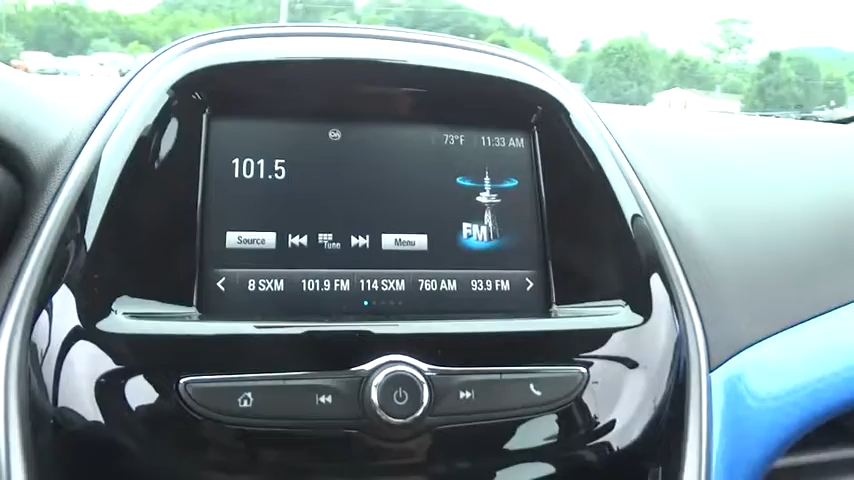 73°F 11:33 AM
101.5
FM
Source Tune Menu
8 SXM 101.9 FM 114 SXM 760 AM 93.9 FM